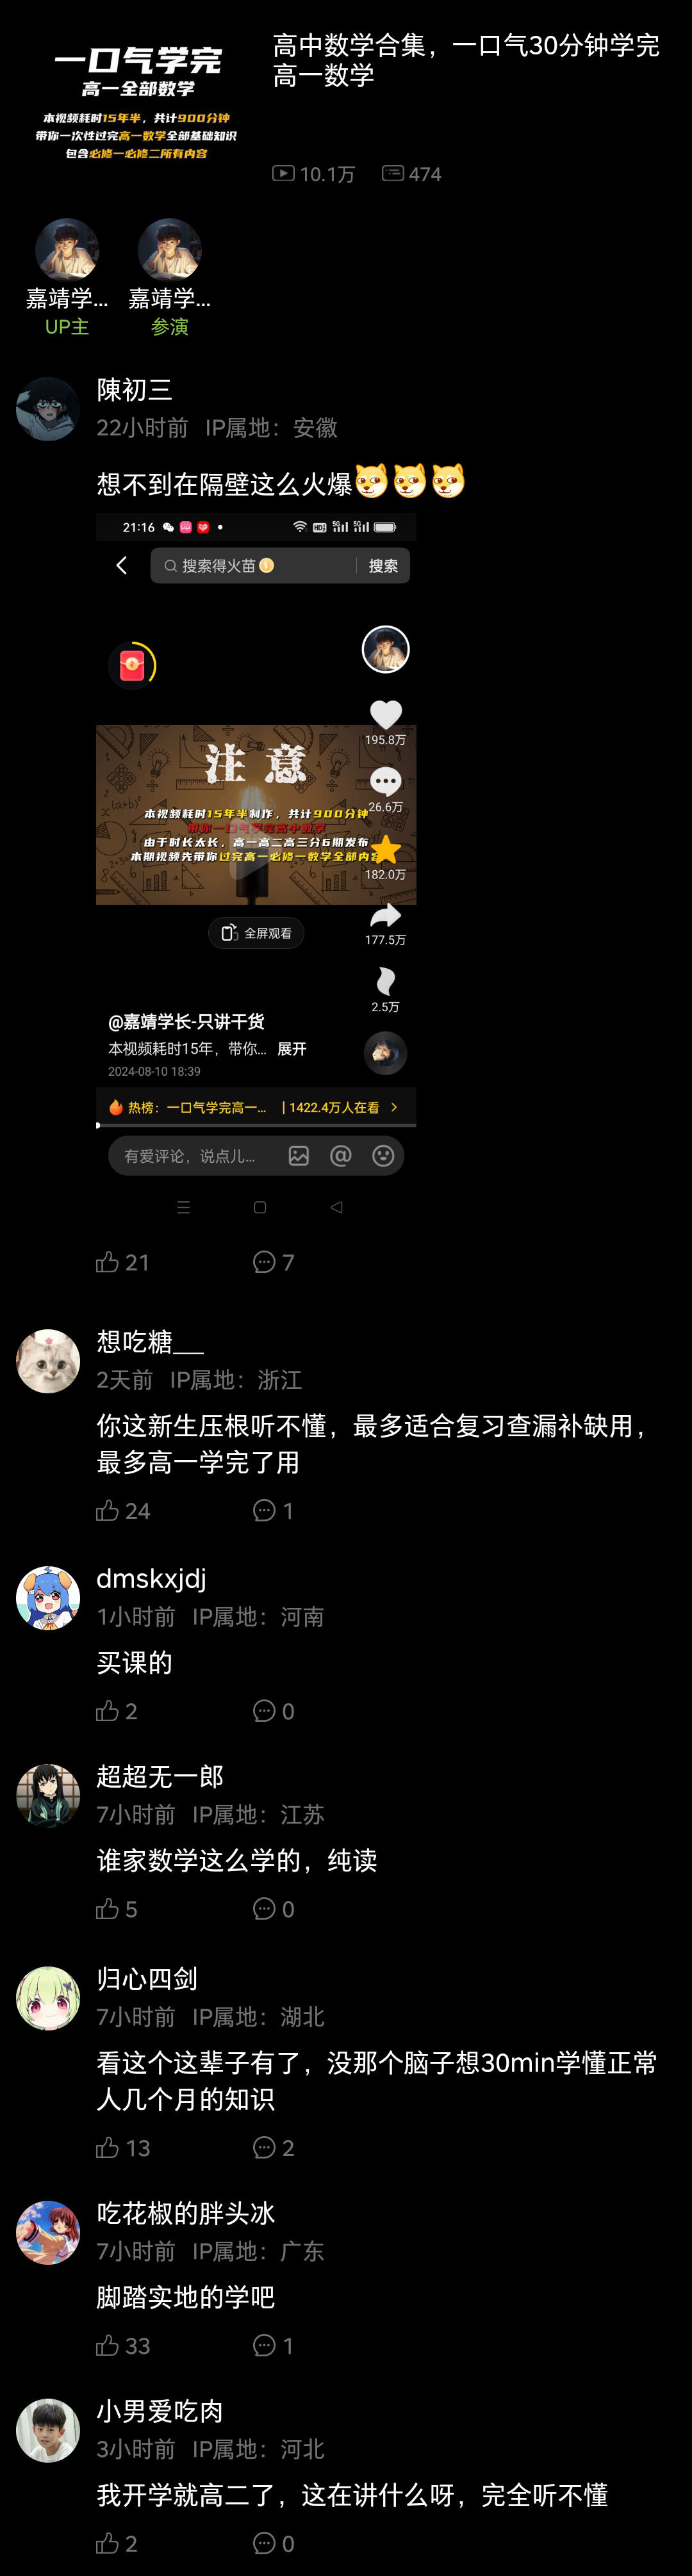 一口气学完
高一全部数学
本视频耗时15年半，共计900分钟
带你一次性过完高一数学全部基础知识
包含必修一必修二所有内容
高中数学合集，一口气30分钟学完
高一数学
10.1万 474
嘉靖学... 嘉靖学...
UP主 参演
陳初三
22小时前 IP属地：安徽
想不到在隔壁这么火爆
21:16 HD 5G 5G
搜索得火苗 搜索
195.8万
注意
(a+b)²
本视频耗时15年半制作，共计900分钟
26.6万
带你一口气学完高中数学
由于时长太长，高一高二高三分6期发布
本期视频先带你过完高一必修一数学全部内容
182.0万
全屏观看
177.5万
2.5万
@嘉靖学长-只讲干货
本视频耗时15年，带你... 展开
2024-08-10 18:39
热榜：一口气学完高一... | 1422.4万人在看 >
有爱评论，说点儿...
21 7
想吃糖__
2天前 IP属地：浙江
你这新生压根听不懂，最多适合复习查漏补缺用，
最多高一学完了用
24 1
dmskxjdj
1小时前 IP属地：河南
买课的
2 0
超超无一郎
7小时前 IP属地：江苏
谁家数学这么学的，纯读
5 0
归心四剑
7小时前 IP属地：湖北
看这个这辈子有了，没那个脑子想30min学懂正常
人几个月的知识
13 2
吃花椒的胖头冰
7小时前 IP属地：广东
脚踏实地的学吧
33 1
小男爱吃肉
3小时前 IP属地：河北
我开学就高二了，这在讲什么呀，完全听不懂
2 0